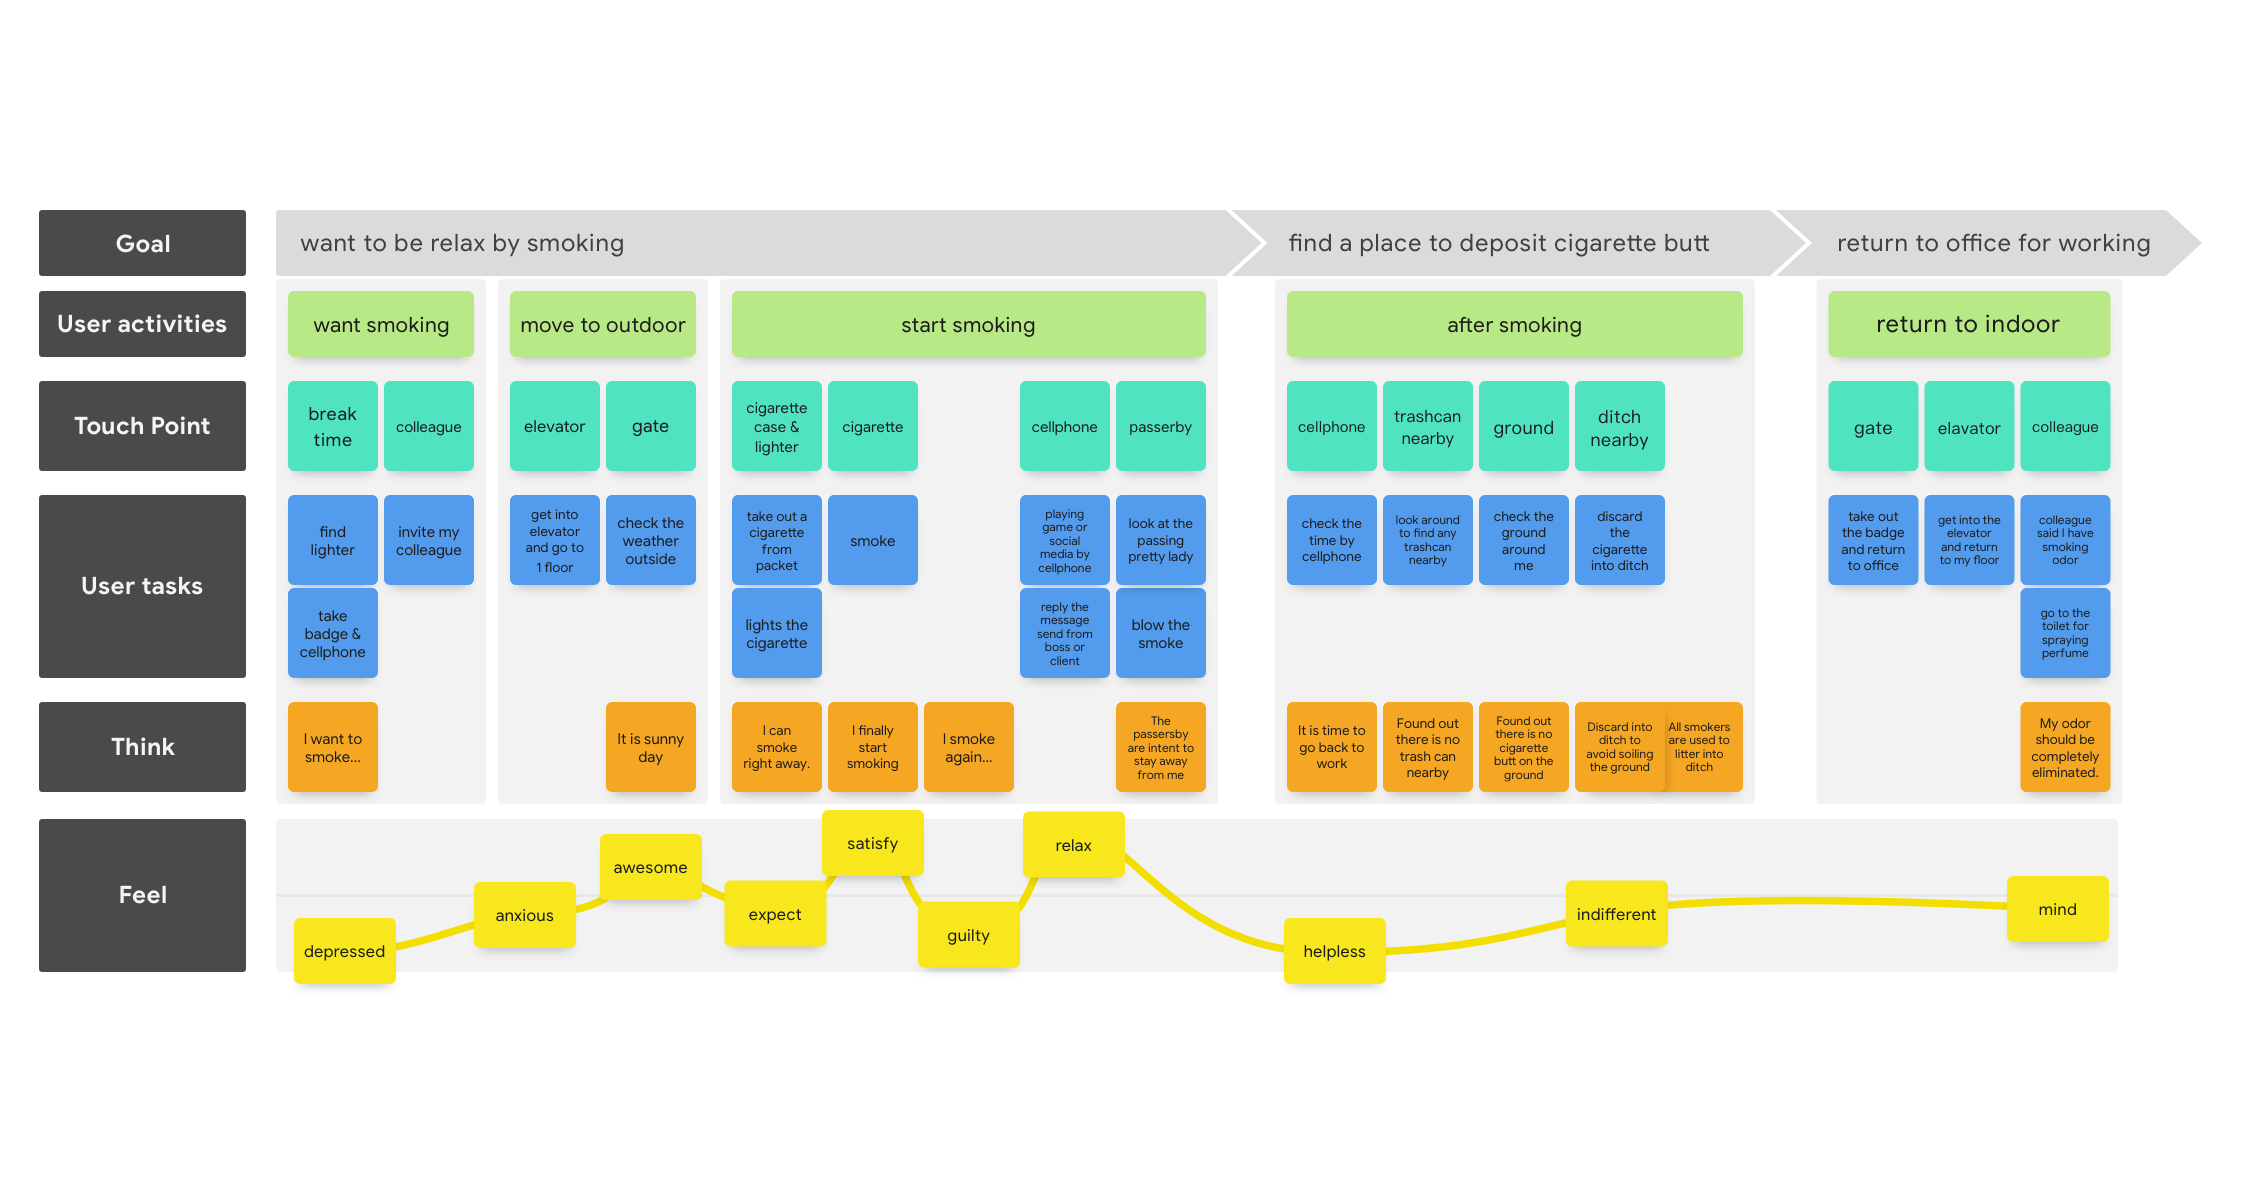 Goal
want to be relax by smoking
find a place to deposit cigarette butt
return to office for working
User activities
want smoking
move to outdoor
start smoking
after smoking
return to indoor
Touch Point
break
time
colleague
elevator
gate
cigarette
case &
lighter
cigarette
cellphone
passerby
cellphone
trashcan
nearby
ground
ditch
nearby
gate
elavator
colleague
User tasks
find
lighter
invite my
colleague
get into
elevator
and go to
1 floor
check the
weather
outside
take out a
cigarette
from
packet
smoke
playing
game or
social
media by
cellphone
look at the
passing
pretty lady
check the
time by
cellphone
look around
to find any
trashcan
nearby
check the
ground
around
me
discard
the
cigarette
into ditch
take out
the badge
and return
to office
get into the
elevator
and return
to my floor
colleague
said I have
smoking
odor
take
badge &
cellphone
lights the
cigarette
reply the
message
send from
boss or
client
blow the
smoke
go to the
toilet for
spraying
perfume
Think
I want to
smoke...
It is sunny
day
I can
smoke
right away.
I finally
start
smoking
I smoke
again...
The
passersby
are intent to
stay away
from me
It is time to
go back to
work
Found out
there is no
trash can
nearby
Found out
there is no
cigarette
butt on the
ground
Discard into
ditch to
avoid soiling
the ground
All smokers
are used to
litter into
ditch
My odor
should be
completely
eliminated.
Feel
depressed
anxious
awesome
expect
satisfy
guilty
relax
helpless
indifferent
mind